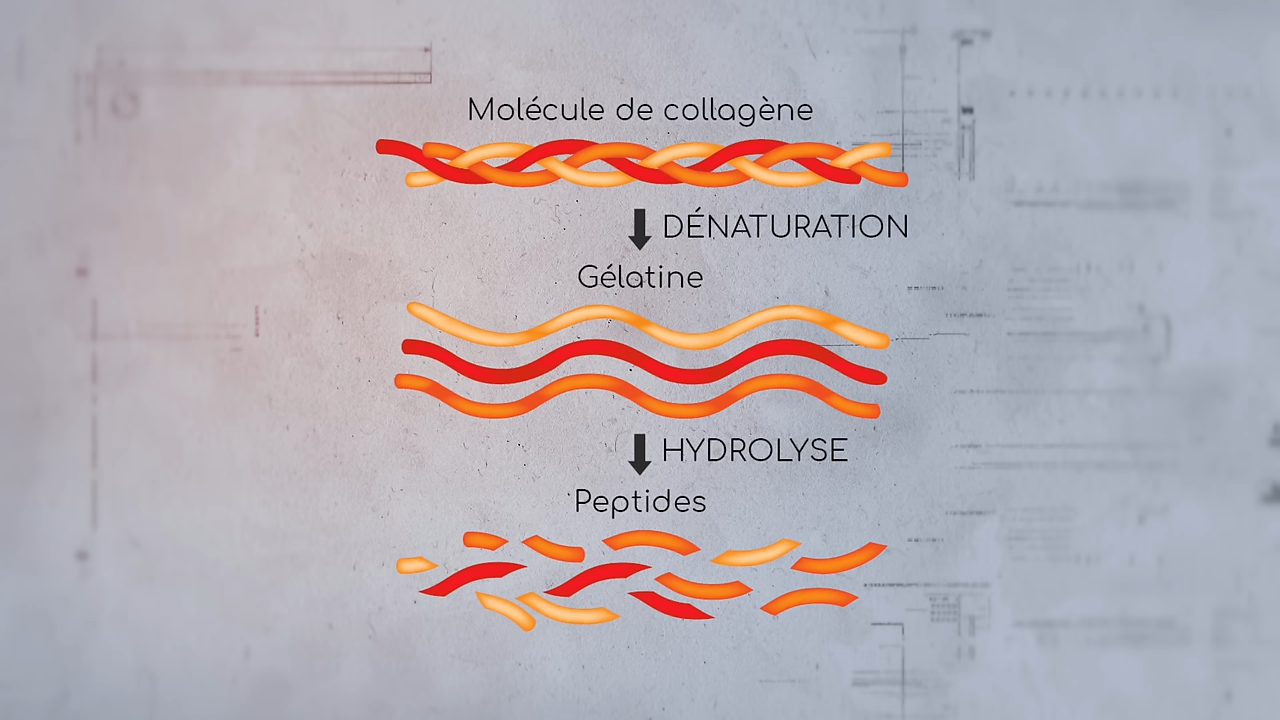 Molécule de collagène
DÉNATURATION
Gélatine
HYDROLYSE
Peptides